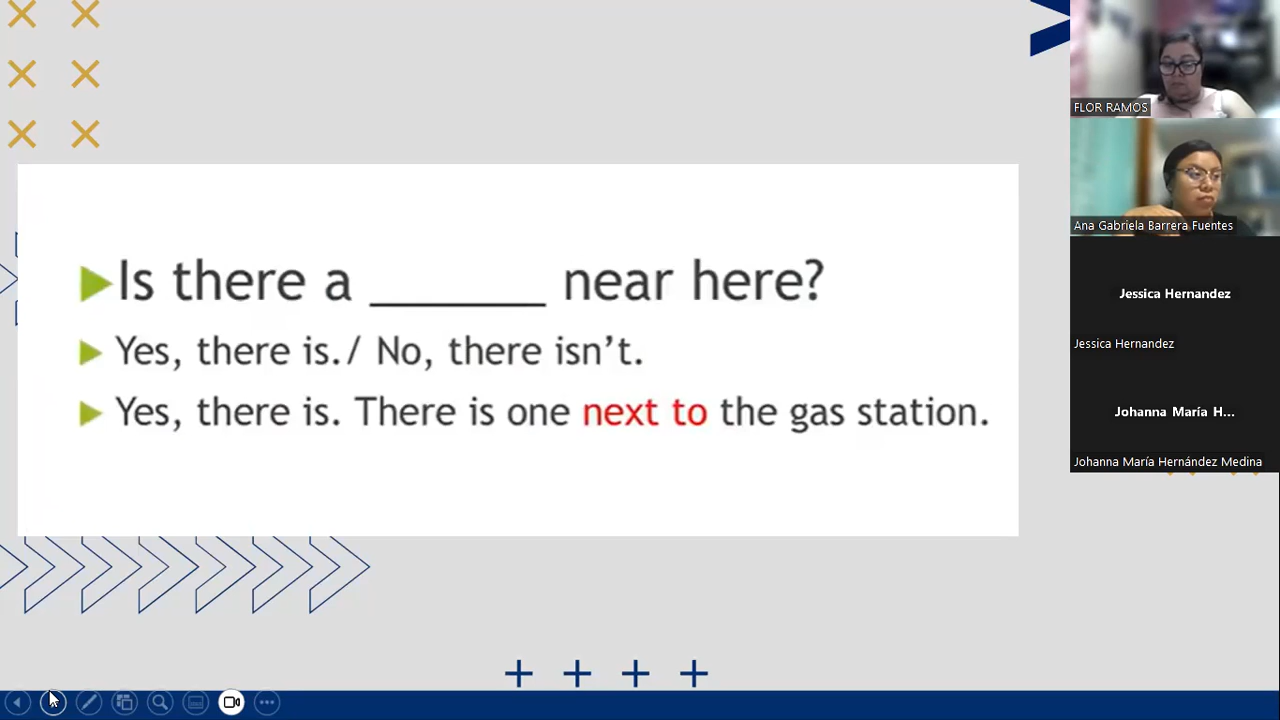 Is there a ______ near here?
Yes, there is./ No, there isn't.
Yes, there is. There is one next to the gas station.
FLOR RAMOS
Ana Gabriela Barrera Fuentes
Jessica Hernandez
Jessica Hernandez
Johanna María H...
Johanna María Hernández Medina